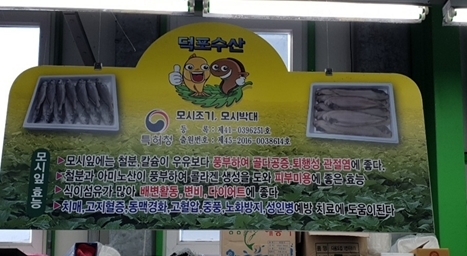 덕포수산
모시조기, 모시박대
특허청
등 록 · 제41-0396251호
출원번호 · 제45-2016-0038614호
모시잎 효능
▶모시잎에는 철분,칼슘이 우유보다 풍부하여 골다공증,퇴행성 관절염에 좋다.
▶콜라겐과 아미노산이 풍부하여 콜라겐 생성을 도와 피부미용에 좋은 효능
▶식이섬유가 많아 배변활동, 변비, 다이어트에 좋다
▶치매,고지혈증,동맥경화,고혈압,중풍,노화방지,성인병예방 치료에 도움이된다